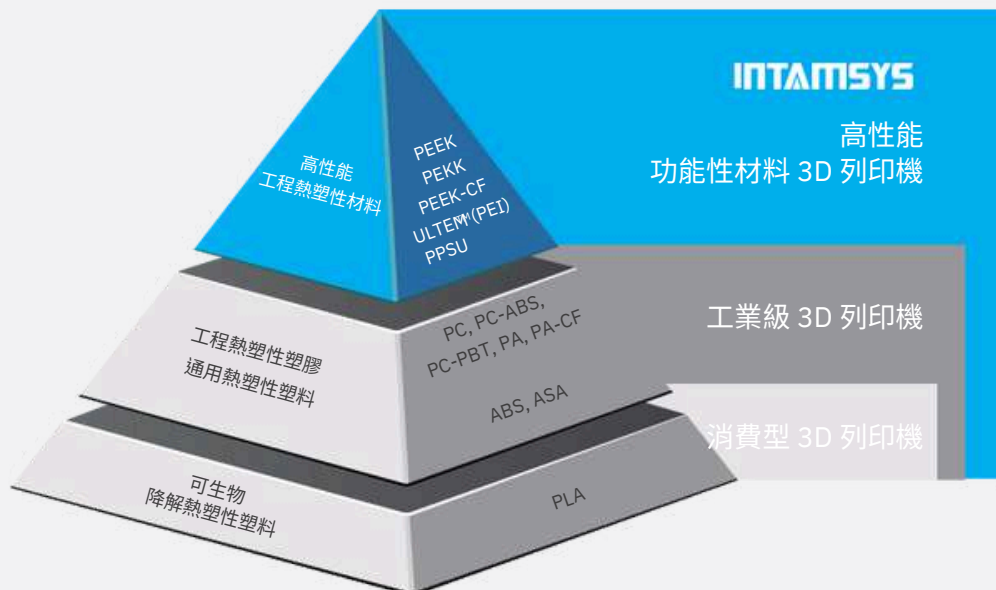 INTAMSYS
高性能
功能性材料 3D 列印機
高性能
工程熱塑性材料
PEEK
PEKK
PEEK-CF
ULTEM™(PEI)
PPSU
工業級 3D 列印機
工程熱塑性塑膠
通用熱塑性塑料
PC, PC-ABS,
PC-PBT, PA, PA-CF
ABS, ASA
消費型 3D 列印機
可生物
降解熱塑性塑料
PLA